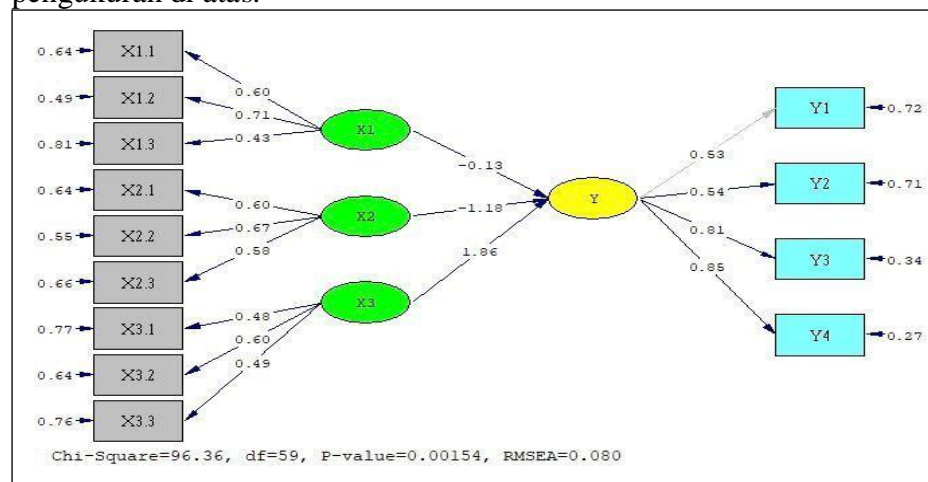 pengukuran di atas.
0.64 X1.1
0.60
0.49 X1.2
0.71
X1
Y1 0.72
0.81 X1.3
0.43
-0.13
0.53
0.64 X2.1
0.60
Y
0.54
Y2 0.71
X2
-1.18
0.55 X2.2
0.67
0.58
0.81
0.66 X2.3
1.86
0.85
Y3 0.34
X3
0.77 X3.1
0.48
Y4 0.27
0.60
0.64 X3.2
0.49
0.76 X3.3
Chi-Square=96.36, df=59, P-value=0.00154, RMSEA=0.080